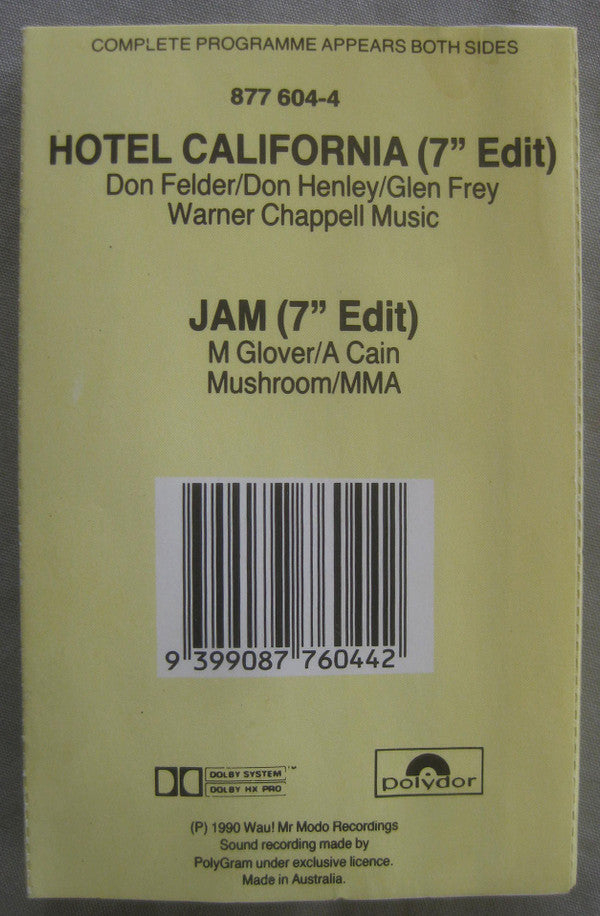 COMPLETE PROGRAMME APPEARS BOTH SIDES
877 604-4
HOTEL CALIFORNIA (7” Edit)
Don Felder/Don Henley/Glen Frey
Warner Chappell Music
JAM (7” Edit)
M Glover/A Cain
Mushroom/MMA
9 399087 760442
DOLBY SYSTEM™
DOLBY HX PRO
polydor
(P) 1990 Wau! Mr Modo Recordings
Sound recording made by
PolyGram under exclusive licence.
Made in Australia.